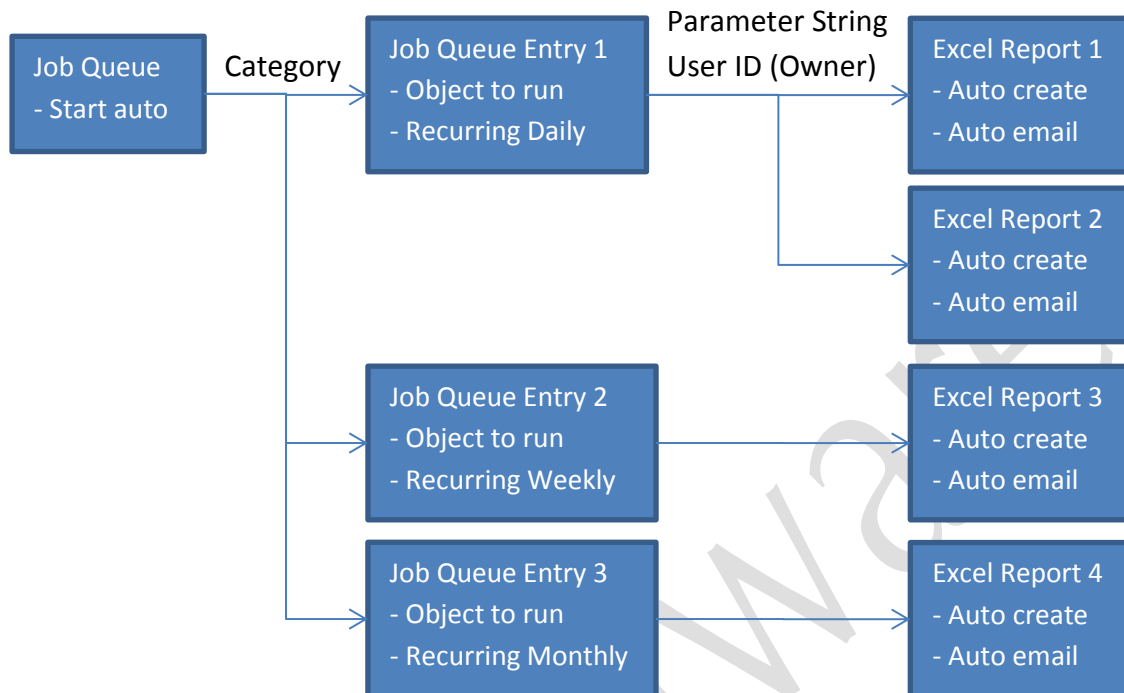 Job Queue
- Start auto
Category
Job Queue Entry 1
- Object to run
- Recurring Daily
Parameter String
User ID (Owner)
Excel Report 1
- Auto create
- Auto email
Excel Report 2
- Auto create
- Auto email
Job Queue Entry 2
- Object to run
- Recurring Weekly
Excel Report 3
- Auto create
- Auto email
Job Queue Entry 3
- Object to run
- Recurring Monthly
Excel Report 4
- Auto create
- Auto email